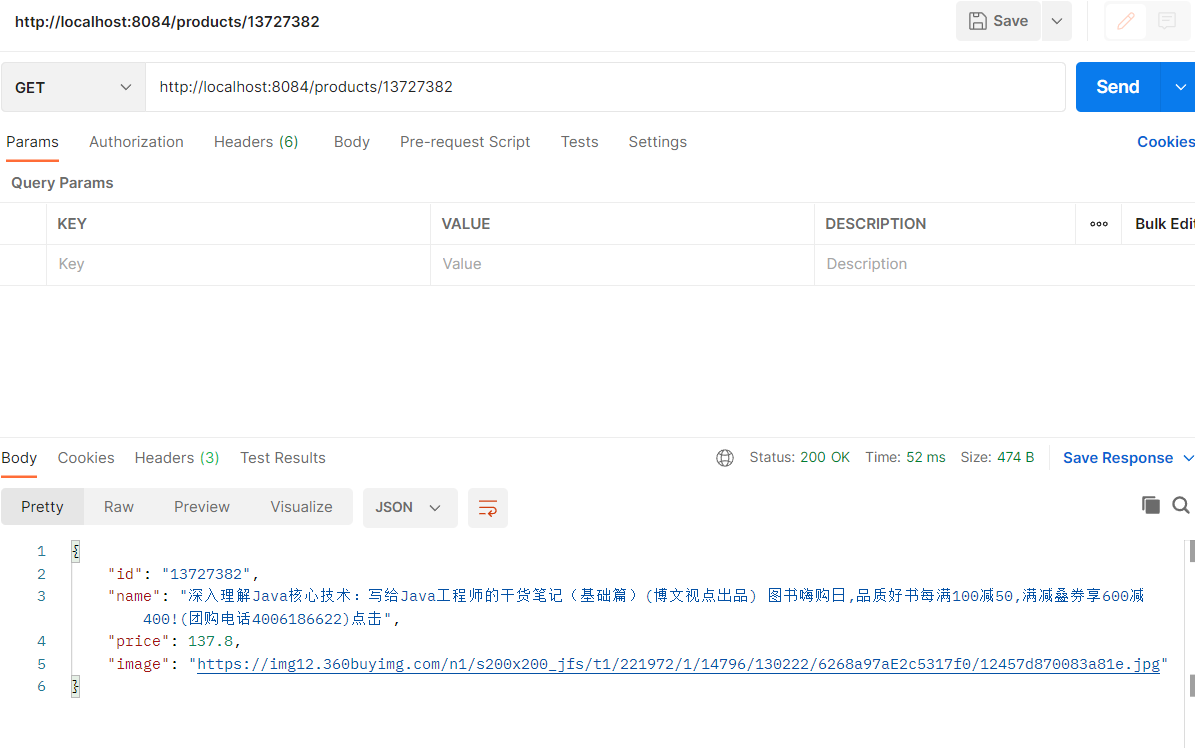 http://localhost:8084/products/13727382
Save
GET
http://localhost:8084/products/13727382
Send
Params Authorization Headers (6) Body Pre-request Script Tests Settings Cookies
Query Params
KEY VALUE DESCRIPTION ooo Bulk Edit
Key Value Description
Body Cookies Headers (3) Test Results Status: 200 OK Time: 52 ms Size: 474 B Save Response
Pretty Raw Preview Visualize JSON
1 {
2 "id": "13727382",
3 "name": "深入理解Java核心技术：写给Java工程师的干货笔记（基础篇）(博文视点出品) 图书嗨购日,品质好书每满100减50,满减叠券享600减
400!(团购电话4006186622)点击",
4 "price": 137.8,
5 "image": "https://img12.360buyimg.com/n1/s200x200_jfs/t1/221972/1/14796/130222/6268a97aE2c5317f0/12457d870083a81e.jpg"
6 }